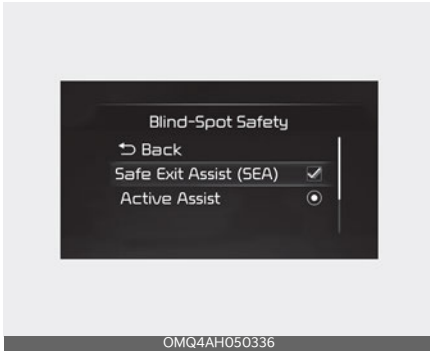 Blind-Spot Safety
⮌ Back
Safe Exit Assist (SEA)
Active Assist
OMQ4AH050336